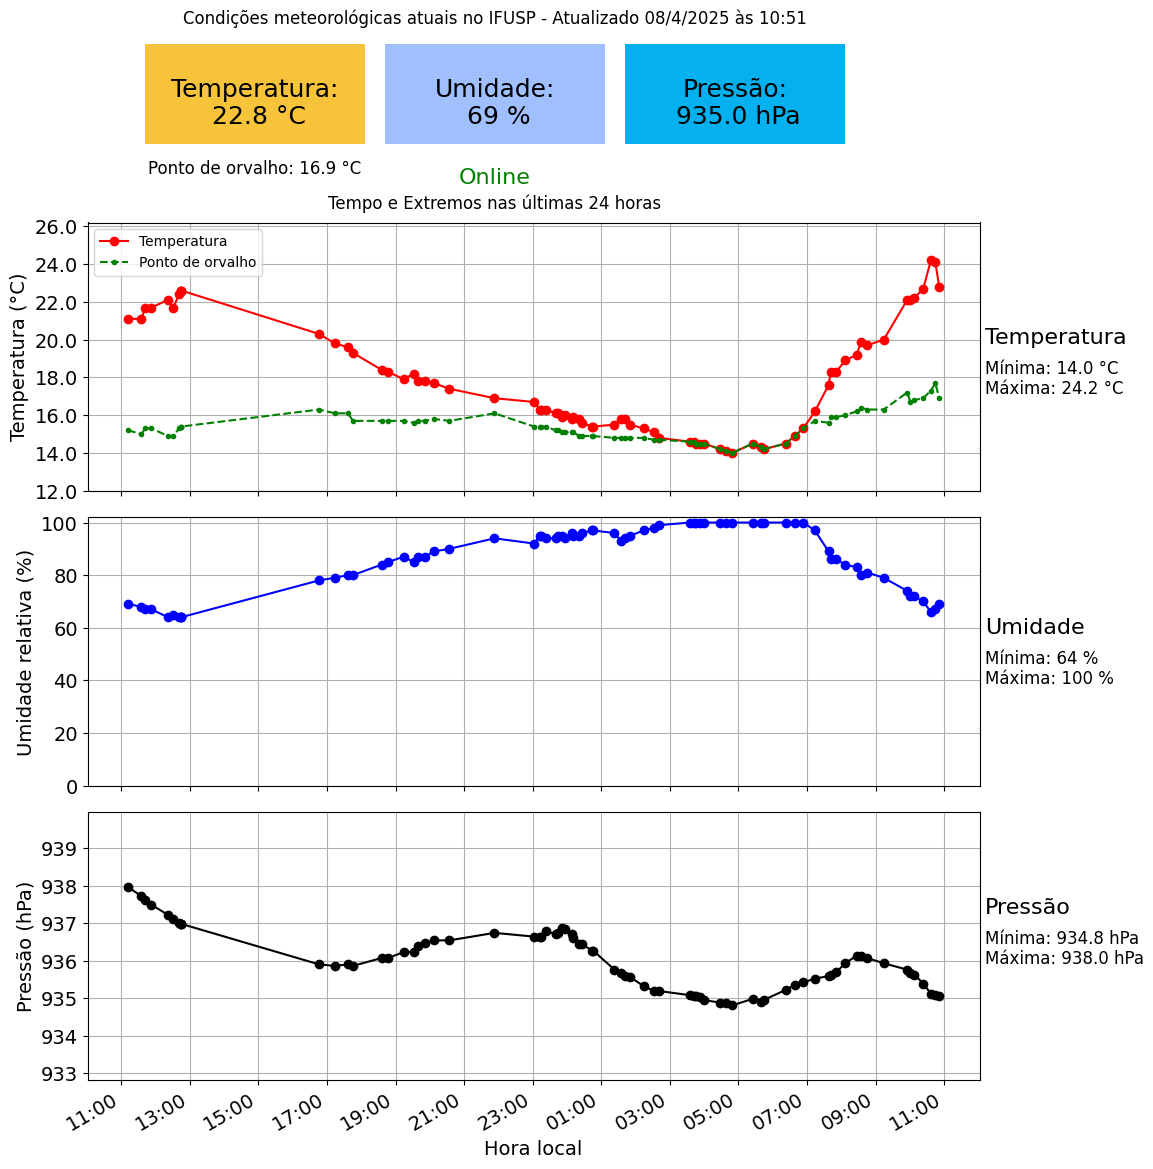 Condições meteorológicas atuais no IFUSP - Atualizado 08/4/2025 às 10:51
Temperatura:
22.8 °C
Umidade:
69 %
Pressão:
935.0 hPa
Ponto de orvalho: 16.9 °C
Online
Tempo e Extremos nas últimas 24 horas
Temperatura (°C)
26.0
24.0
22.0
20.0
18.0
16.0
14.0
12.0
Temperatura
Ponto de orvalho
Temperatura
Mínima: 14.0 °C
Máxima: 24.2 °C
Umidade relativa (%)
100
80
60
40
20
0
Umidade
Mínima: 64 %
Máxima: 100 %
Pressão (hPa)
939
938
937
936
935
934
933
Pressão
Mínima: 934.8 hPa
Máxima: 938.0 hPa
11:00
13:00
15:00
17:00
19:00
21:00
23:00
01:00
03:00
05:00
07:00
09:00
11:00
Hora local